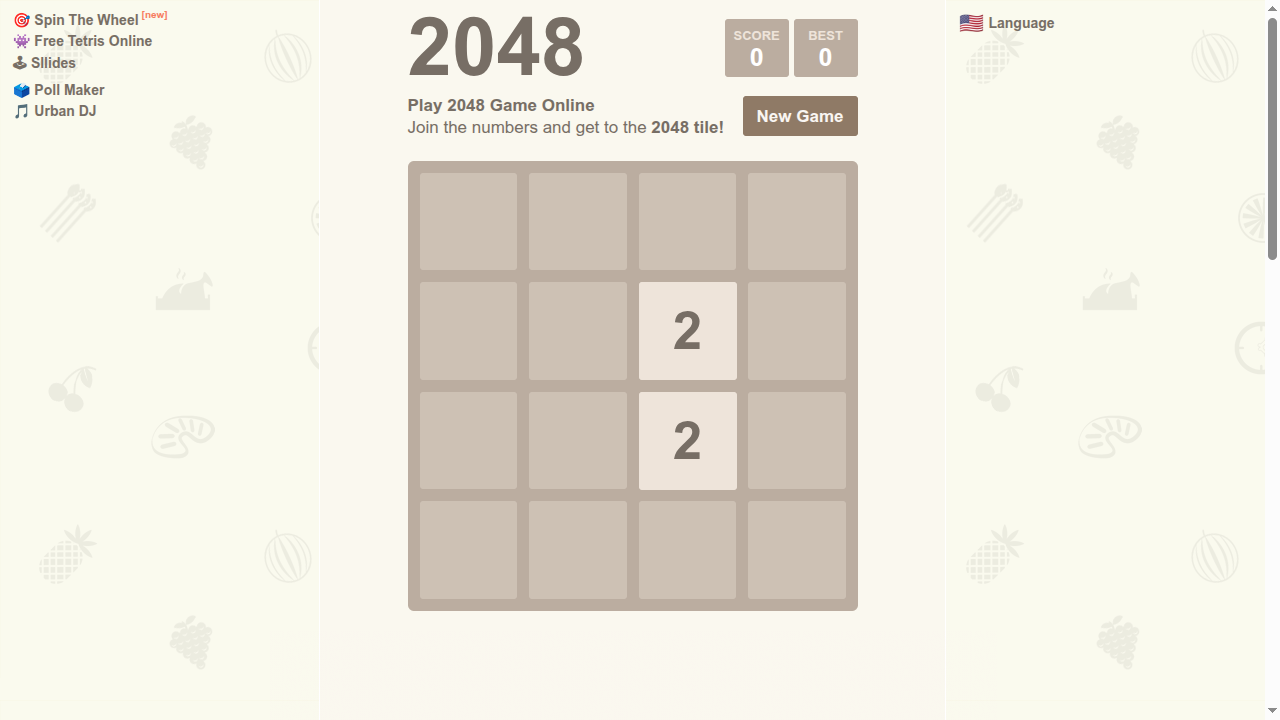 🎯 Spin The Wheel [new]
👾 Free Tetris Online
🕹 Sllides
🗳 Poll Maker
🎵 Urban DJ
2048
SCORE
0
BEST
0
Play 2048 Game Online
Join the numbers and get to the 2048 tile!
New Game
2
2
Language